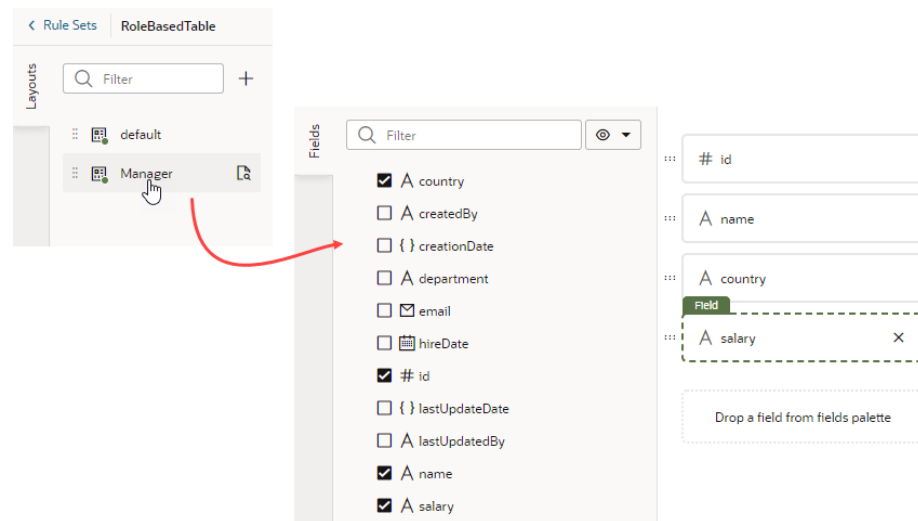 Rule Sets
RoleBasedTable
Layouts
Filter
default
Manager
Fields
Filter
A country
A createdBy
{ } creationDate
A department
email
hireDate
# id
{ } lastUpdateDate
A lastUpdatedBy
A name
A salary
# id
A name
A country
Field
A salary
Drop a field from fields palette